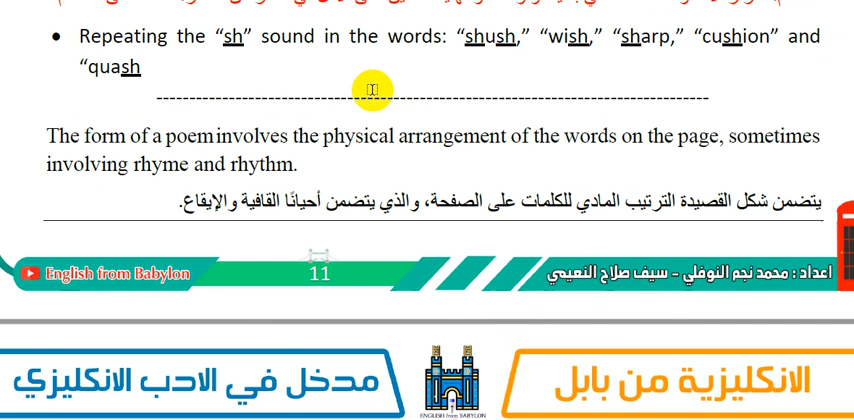 • Repeating the “sh” sound in the words: “shush,” “wish,” “sharp,” “cushion” and
“quash
The form of a poem involves the physical arrangement of the words on the page, sometimes
involving rhyme and rhythm.
يتضمن شكل القصيدة الترتيب المادي للكلمات على الصفحة، والذي يتضمن أحيانًا القافية والإيقاع.
English from Babylon
11
اعداد : محمد نجم النوفلي - سيف صلاح النعيمي
مدخل في الادب الانكليزي
ENGLISH from BABYLON
الانكليزية من بابل